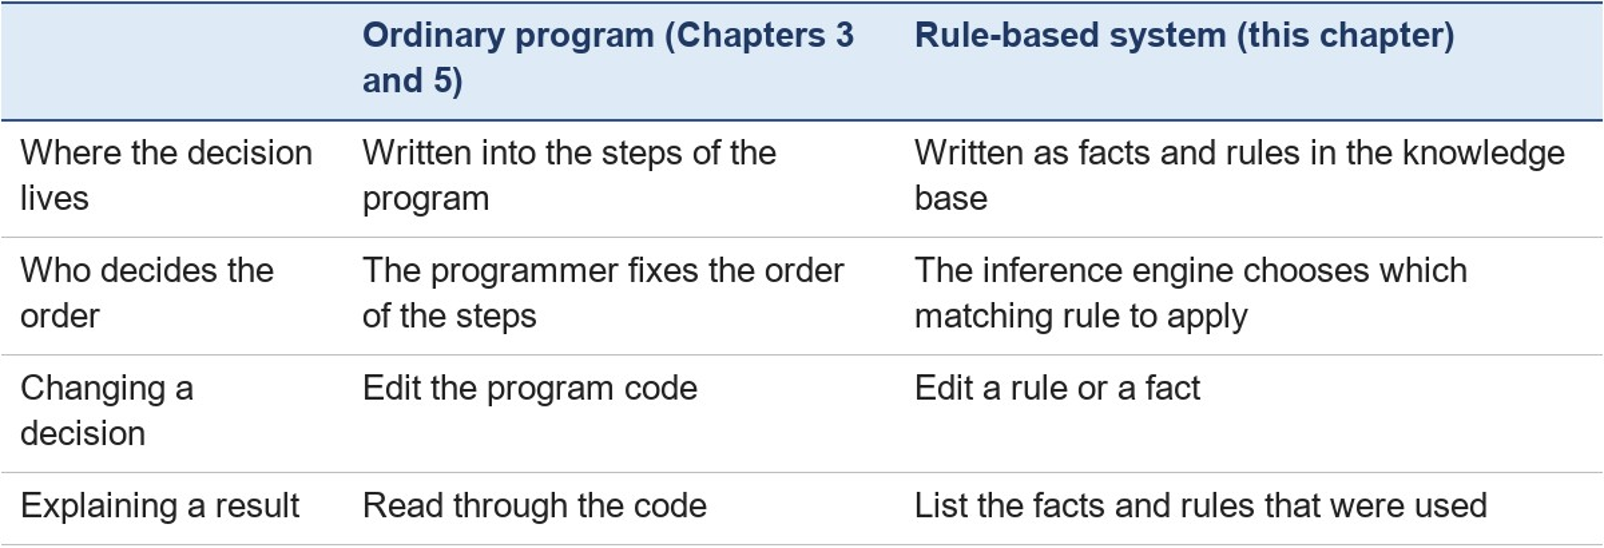 Ordinary program (Chapters 3
and 5)
Rule-based system (this chapter)
Where the decision
lives
Written into the steps of the
program
Written as facts and rules in the knowledge
base
Who decides the
order
The programmer fixes the order
of the steps
The inference engine chooses which
matching rule to apply
Changing a
decision
Edit the program code
Edit a rule or a fact
Explaining a result
Read through the code
List the facts and rules that were used